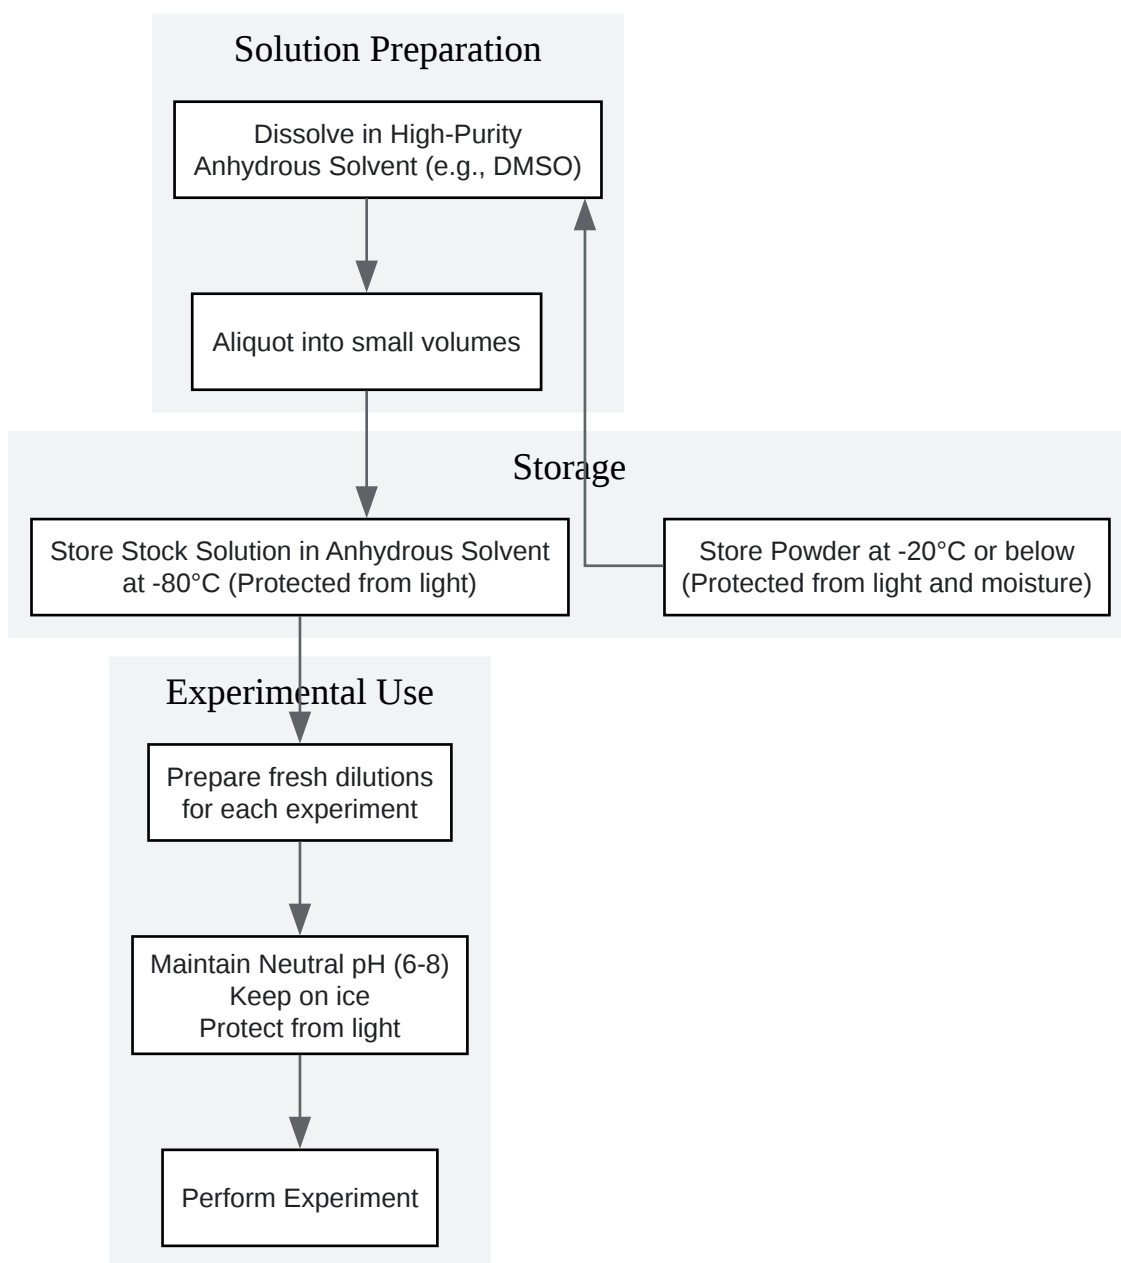 Solution Preparation
Dissolve in High-Purity
Anhydrous Solvent (e.g., DMSO)
Aliquot into small volumes
Storage
Store Stock Solution in Anhydrous Solvent
at -80°C (Protected from light)
Store Powder at -20°C or below
(Protected from light and moisture)
Experimental Use
Prepare fresh dilutions
for each experiment
Maintain Neutral pH (6-8)
Keep on ice
Protect from light
Perform Experiment